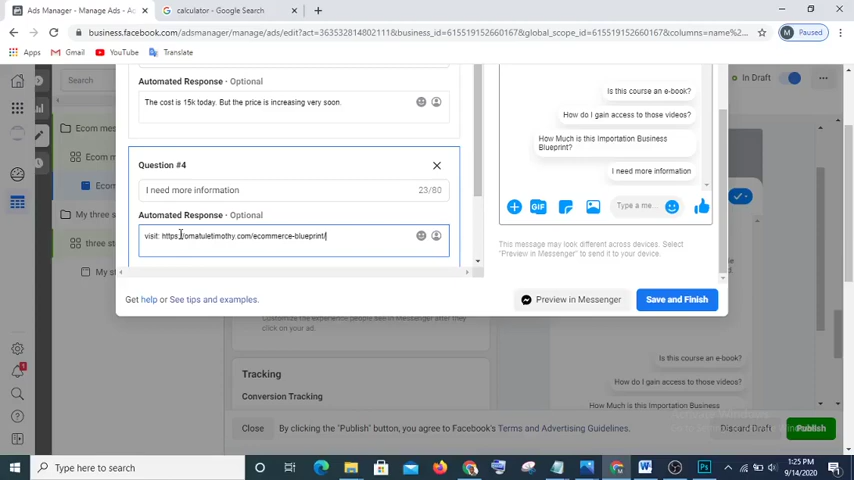 Ads Manager - Manage Ads - Ads
calculator - Google Search
business.facebook.com/adsmanager/manage/ads/edit?act=363532814802111&business_id=615519152660167&global_scope_id=615519152660167&columns=name%2...
M Paused
Apps Gmail YouTube Translate
Search
In Draft
Ecom mes
Ecom m
Ecom
My three s
three st
My st
Automated Response · Optional
The cost is 15k today. But the price is increasing very soon.
Question #4
I need more information
23/80
Automated Response · Optional
visit: https://omatuletimothy.com/ecommerce-blueprint/
Is this course an e-book?
How do I gain access to those videos?
How Much is this Importation Business
Blueprint?
I need more information
GIF
Type a me...
This message may look different across devices. Select
"Preview in Messenger" to send it to your device.
Get help or See tips and examples.
Preview in Messenger
Save and Finish
Customize the experience people see in Messenger after they
click on your ad.
Tracking
Conversion Tracking
Is this course an e-book?
How do I gain access to those videos?
How Much is this Importation Business
Close
By clicking the "Publish" button, you agree to Facebook's Terms and Advertising Guidelines.
Discard Draft
Publish
Type here to search
1:25 PM
9/14/2020